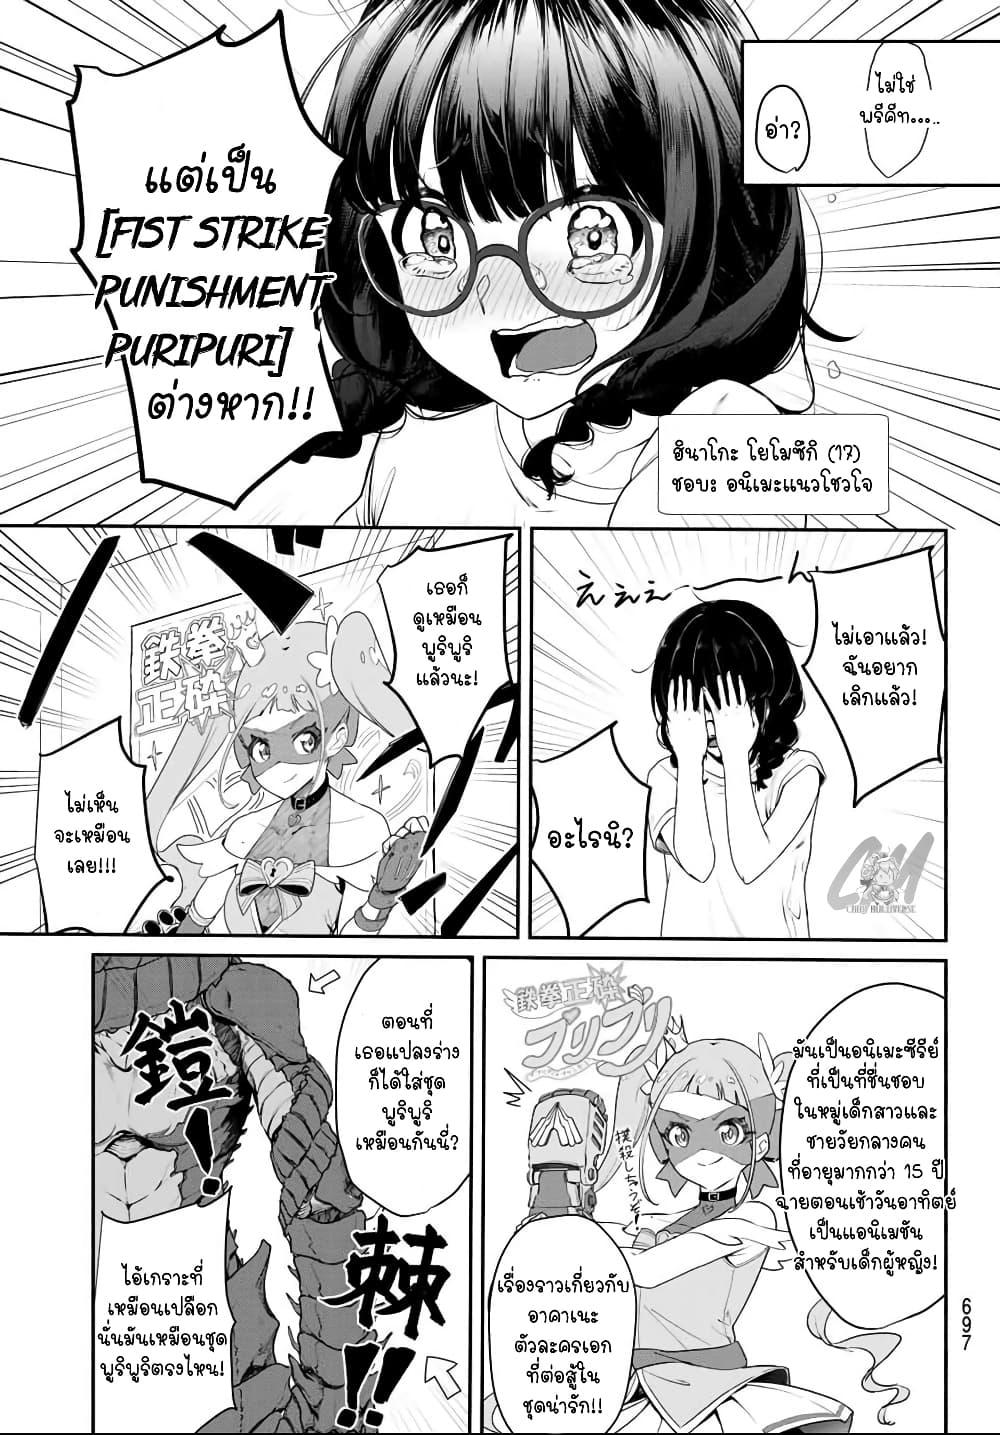 ไม่ใช่
พรีคีท.....
อ่า?
แต่เป็น
[FIST STRIKE
PUNISHMENT
PURIPURI]
ต่างหาก!!
ฮินาโกะ โยโมซึกิ (17)
ชอบ: อนิเมะแนวโชวโจ
えええ
ไม่เอาแล้ว!
ฉันอยาก
เลิกแล้ว!
อะไรนิ?
เธอก็
ดูเหมือน
พูริพูริ
แล้วนะ!
鉄拳
正砕
ไม่เห็น
จะเหมือน
เลย!!!
CM
鉄拳正砕
プリプリ
มันเป็นอนิเมะซีรีย์
ที่เป็นที่ชื่นชอบ
ในหมู่เด็กสาวและ
ชายวัยกลางคน
ที่อายุมากกว่า 15 ปี
ฉายตอนเช้าวันอาทิตย์
เป็นแอนิเมชัน
สำหรับเด็กผู้หญิง!
撲殺しちゃうぞ!
เรื่องราวเกี่ยวกับ
อาคาเนะ
ตัวละครเอก
ที่ต่อสู้ใน
ชุดน่ารัก!!
ตอนที่
เธอแปลงร่าง
ก็ได้ใส่ชุด
พูริพูริ
เหมือนกันนี่?
鎧!
棘!!
ไอ้เกราะที่
เหมือนเปลือก
นั่นมันเหมือนชุด
พูริพูริตรงไหน!
697